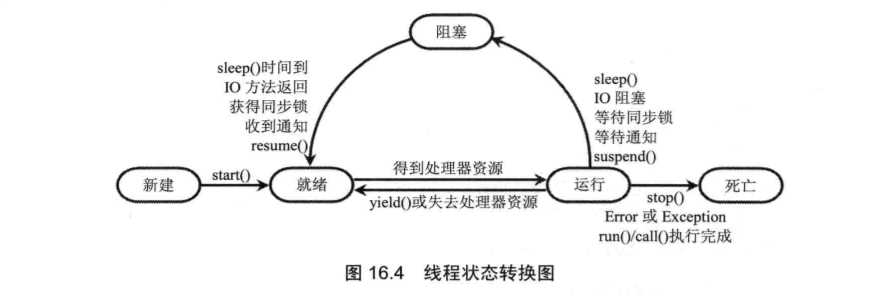 阻塞
sleep()时间到
IO 方法返回
获得同步锁
收到通知
resume()
sleep()
IO 阻塞
等待同步锁
等待通知
suspend()
新建
start()
就绪
得到处理器资源
yield()或失去处理器资源
运行
死亡
stop()
Error 或 Exception
run()/call()执行完成
图 16.4 线程状态转换图